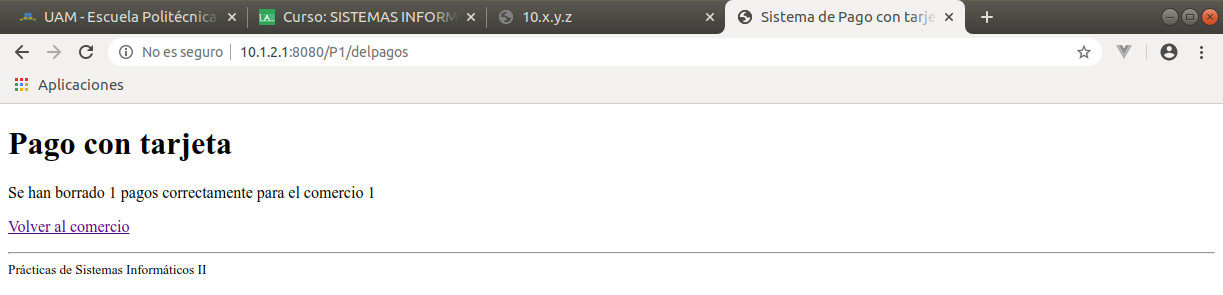 UAM - Escuela Politécnica
Curso: SISTEMAS INFORM
10.x.y.z
Sistema de Pago con tarje
No es seguro
10.1.2.1:8080/P1/delpagos
Aplicaciones
Pago con tarjeta
Se han borrado 1 pagos correctamente para el comercio 1
Volver al comercio
Prácticas de Sistemas Informáticos II